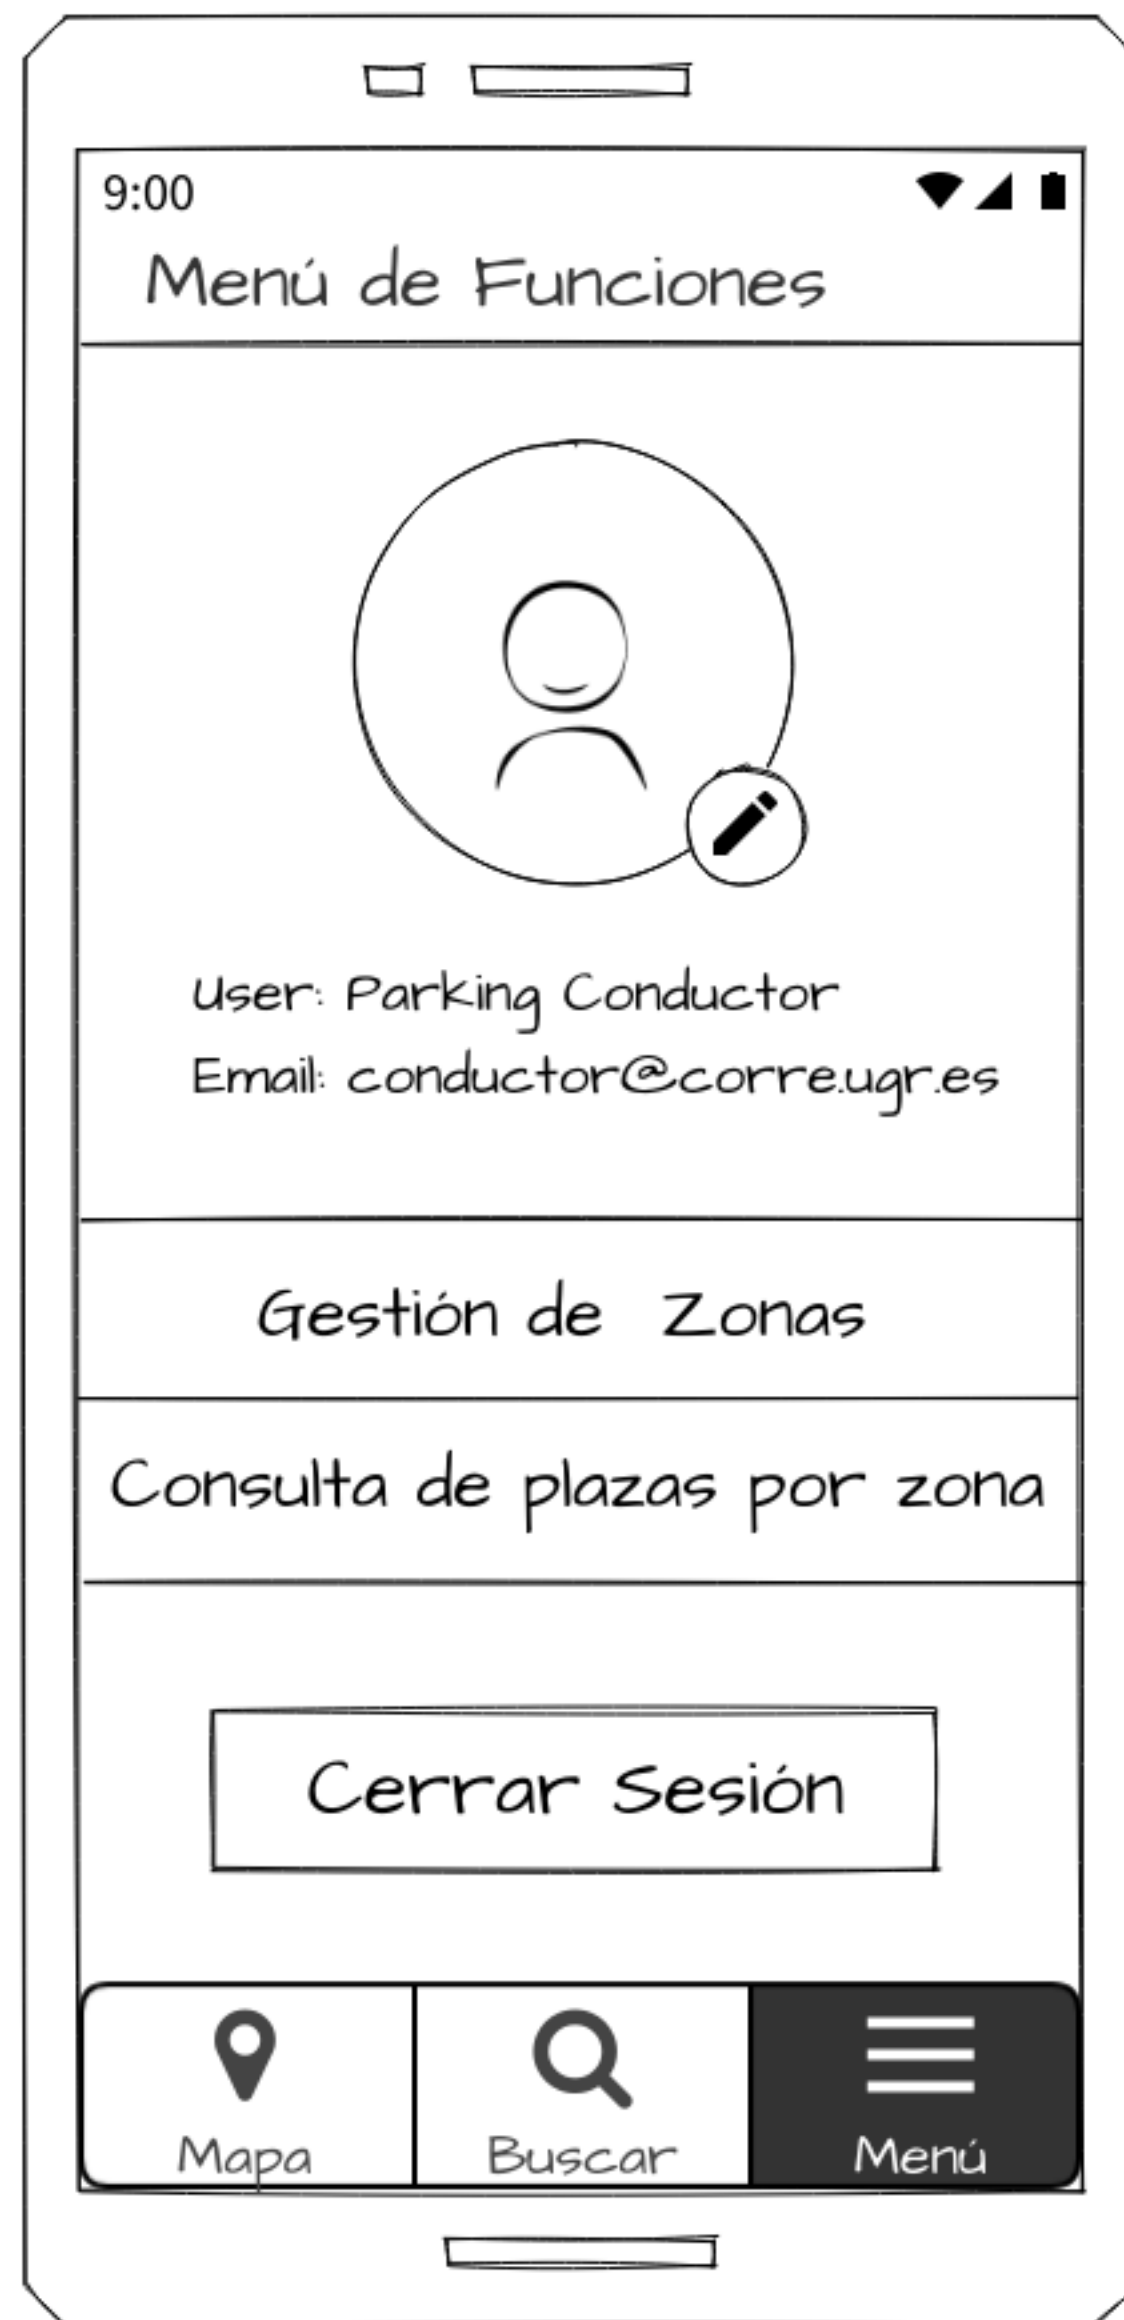 9:00
Menú de Funciones
User: Parking Conductor
Email: conductor@corre.ugr.es
Gestión de Zonas
Consulta de plazas por zona
Cerrar Sesión
Mapa
Buscar
Menú